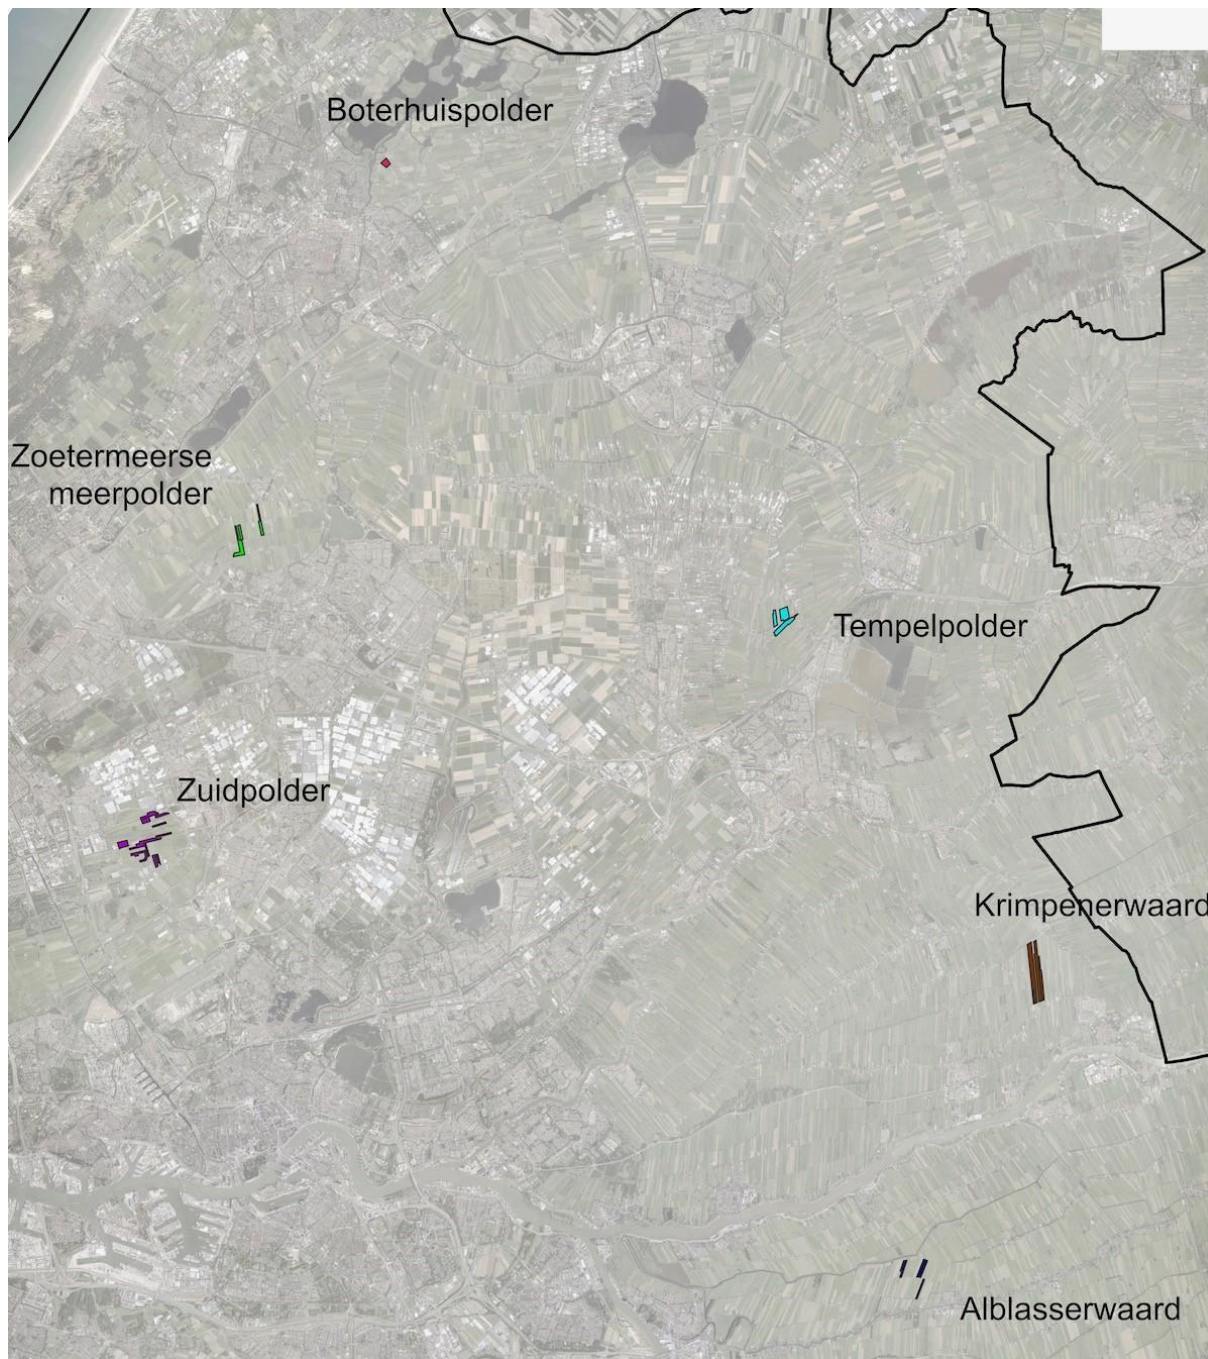 Boterhuispolder
Zoetermeerse
meerpolder
Tempelpolder
Zuidpolder
Krimpenerwaard
Alblasserwaard